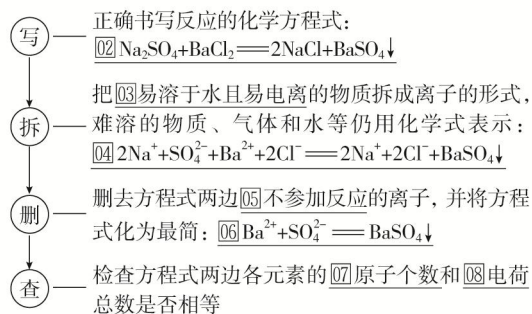 写 正确书写反应的化学方程式:
02 Na₂SO₄+BaCl₂══2NaCl+BaSO₄↓
把03易溶于水且易电离的物质拆成离子的形式,
拆 难溶的物质、气体和水等仍用化学式表示:
04 2Na⁺+SO₄²⁻+Ba²⁺+2Cl⁻══2Na⁺+2Cl⁻+BaSO₄↓
删 删去方程式两边05不参加反应的离子,并将方程
式化为最简:06 Ba²⁺+SO₄²⁻══BaSO₄↓
查 检查方程式两边各元素的07原子个数和08电荷
总数是否相等